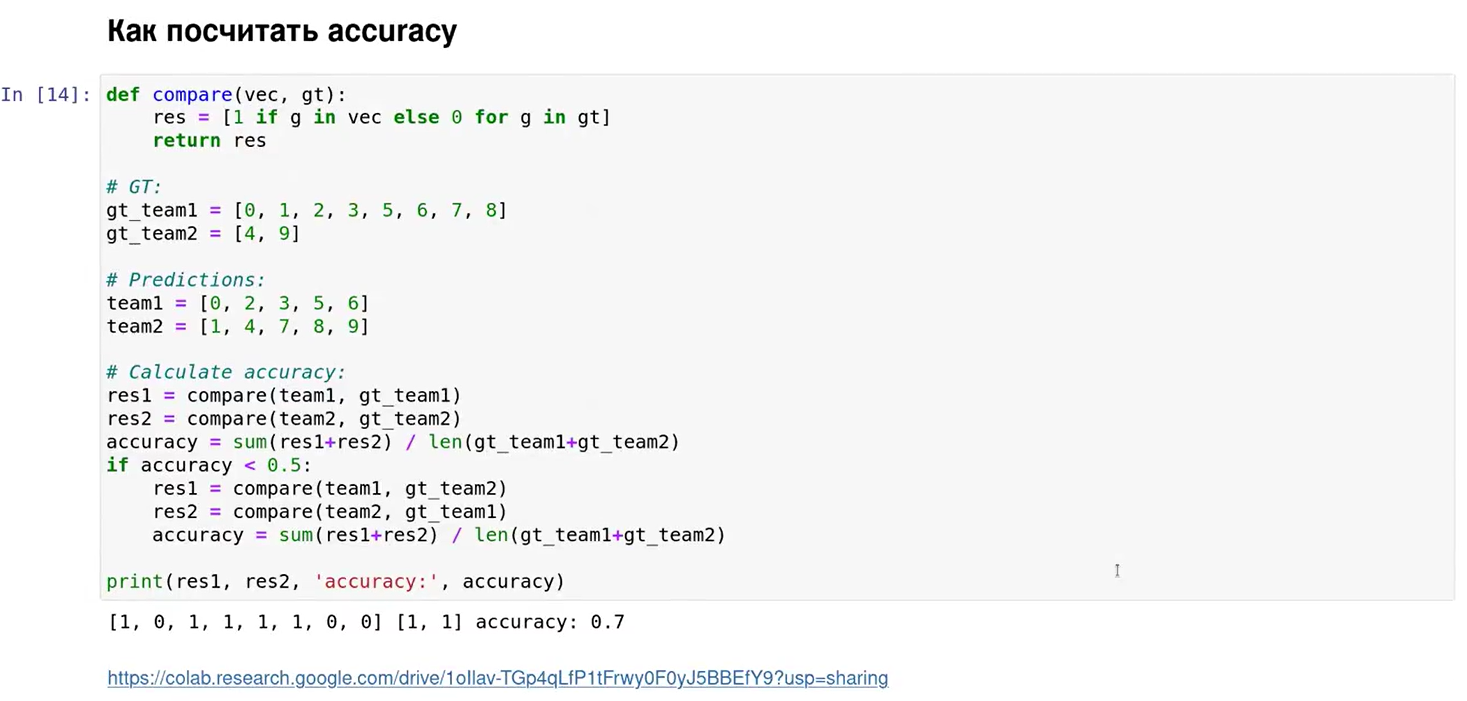 Как посчитать accuracy
In [14]:
def compare(vec, gt):
    res = [1 if g in vec else 0 for g in gt]
    return res

# GT:
gt_team1 = [0, 1, 2, 3, 5, 6, 7, 8]
gt_team2 = [4, 9]

# Predictions:
team1 = [0, 2, 3, 5, 6]
team2 = [1, 4, 7, 8, 9]

# Calculate accuracy:
res1 = compare(team1, gt_team1)
res2 = compare(team2, gt_team2)
accuracy = sum(res1+res2) / len(gt_team1+gt_team2)
if accuracy < 0.5:
    res1 = compare(team1, gt_team2)
    res2 = compare(team2, gt_team1)
    accuracy = sum(res1+res2) / len(gt_team1+gt_team2)

print(res1, res2, 'accuracy:', accuracy)
[1, 0, 1, 1, 1, 1, 0, 0] [1, 1] accuracy: 0.7
https://colab.research.google.com/drive/1oIlav-TGp4qLfP1tFrwy0F0yJ5BBEfY9?usp=sharing